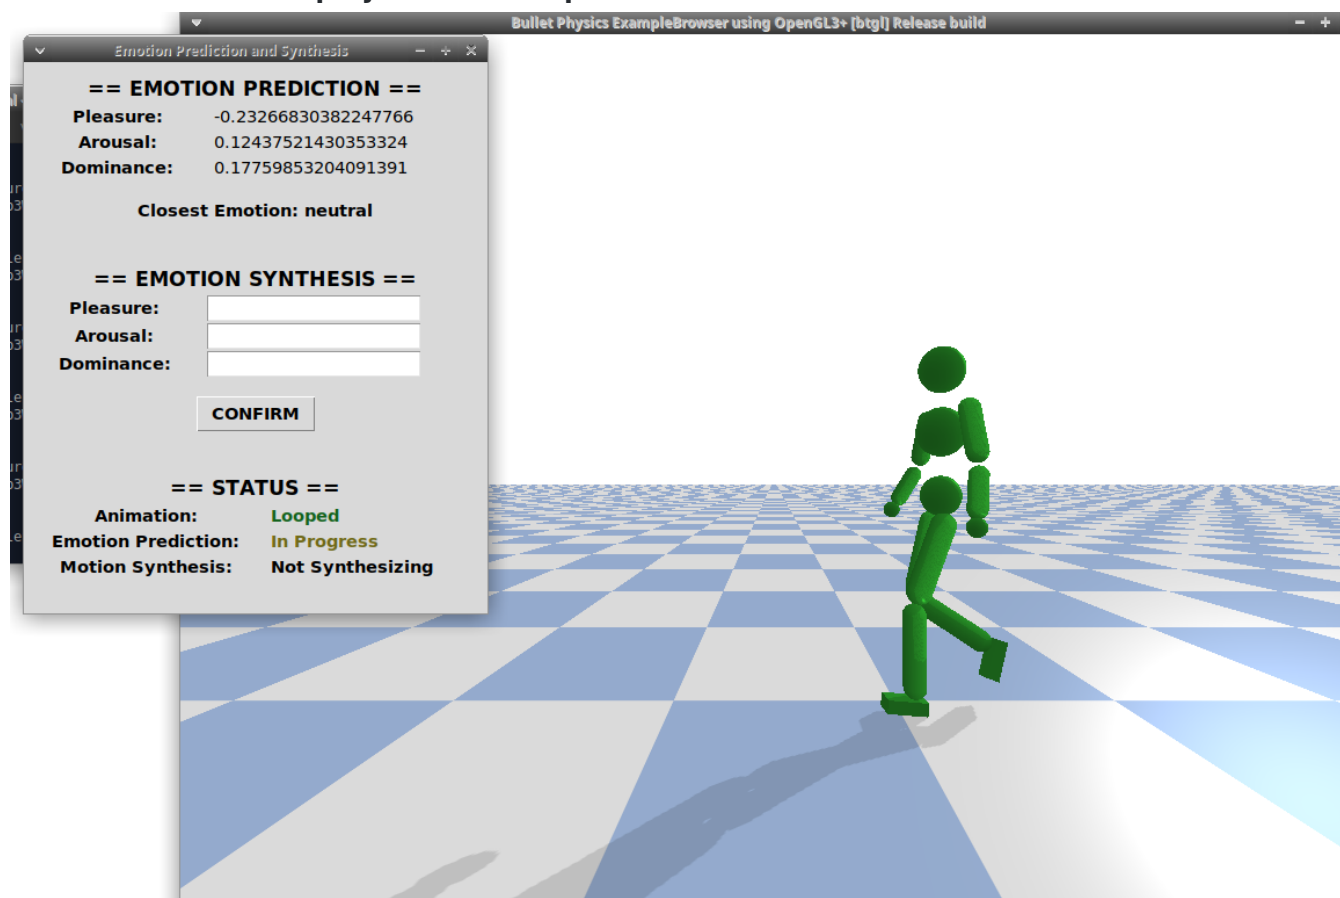 Bullet Physics ExampleBrowser using OpenGL3+ [btgl] Release build
Emotion Prediction and Synthesis
== EMOTION PREDICTION ==
Pleasure: -0.23266830382247766
Arousal: 0.12437521430353324
Dominance: 0.17759853204091391
Closest Emotion: neutral
== EMOTION SYNTHESIS ==
Pleasure:
Arousal:
Dominance:
CONFIRM
== STATUS ==
Animation: Looped
Emotion Prediction: In Progress
Motion Synthesis: Not Synthesizing